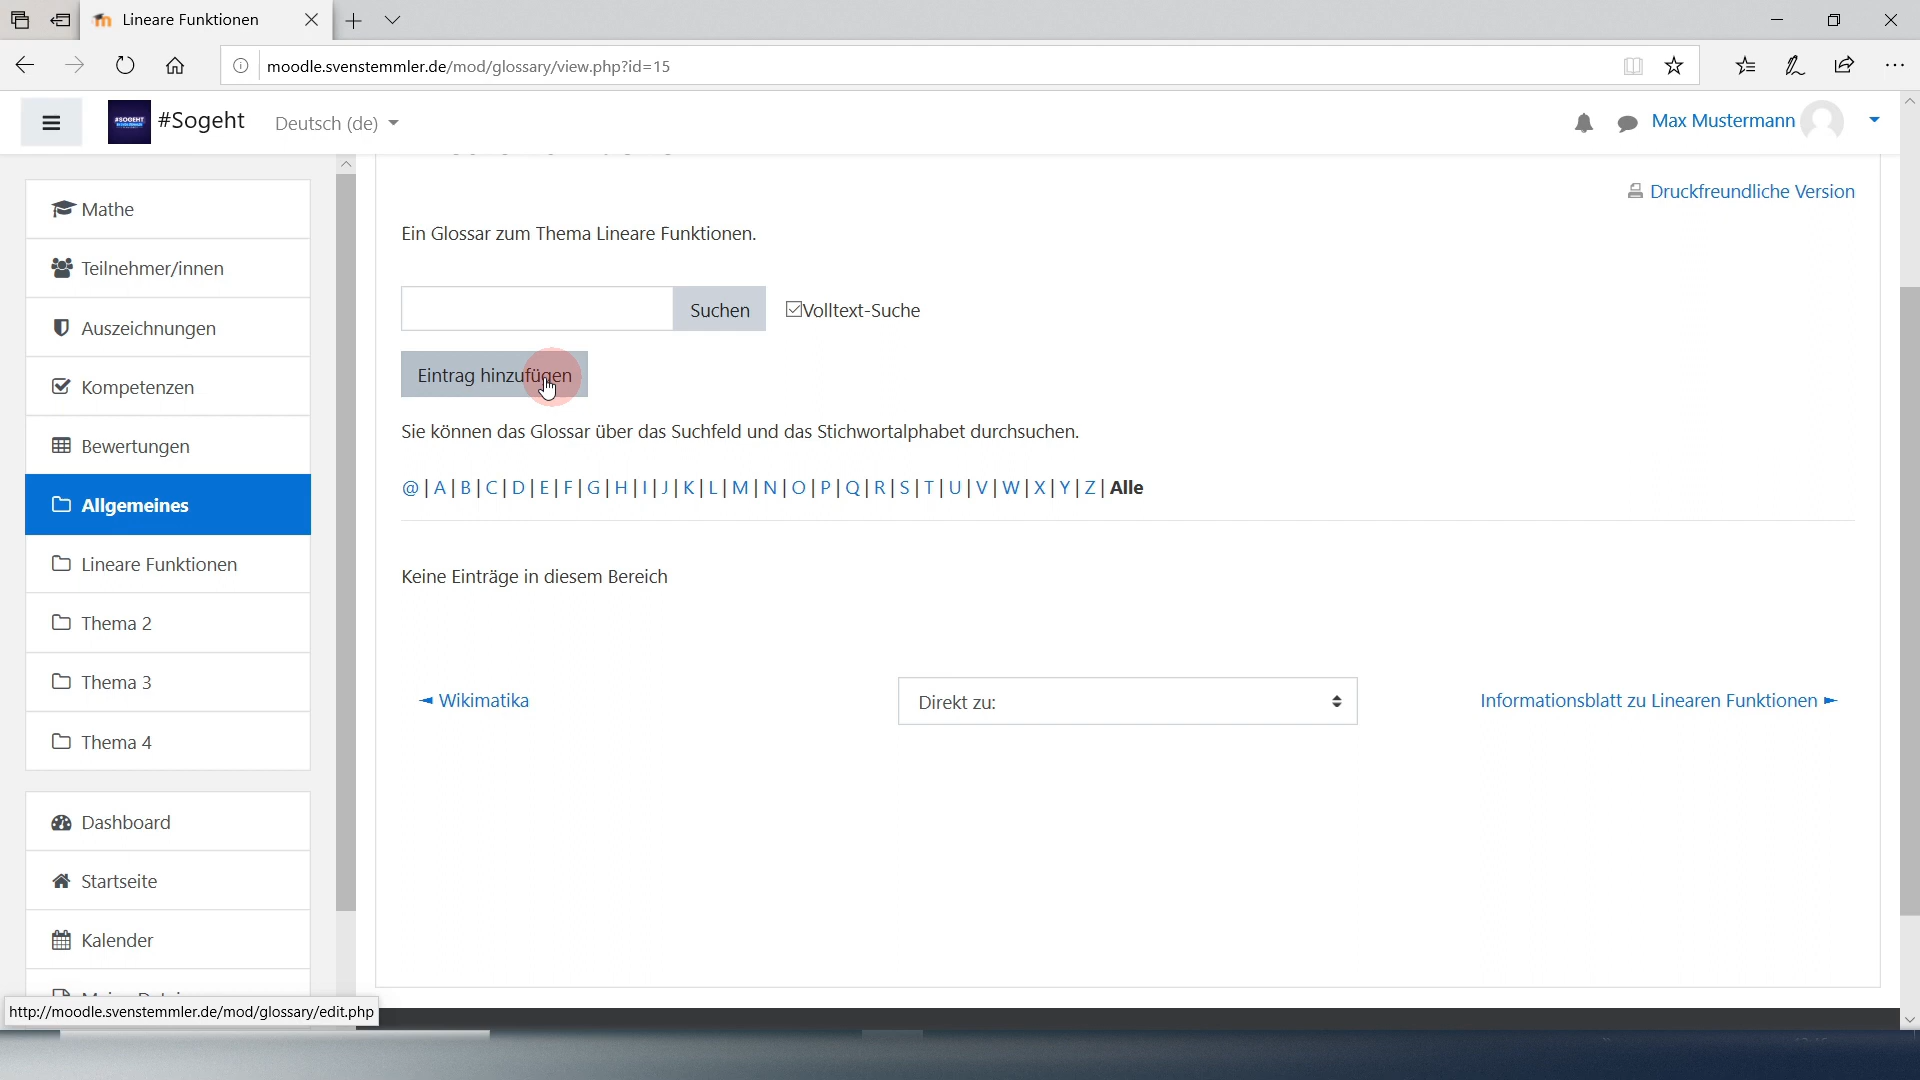 Lineare Funktionen
moodle.svenstemmler.de/mod/glossary/view.php?id=15
#SOGEHT
#Sogeht
Deutsch (de)
Max Mustermann
Mathe
Teilnehmer/innen
Auszeichnungen
Kompetenzen
Bewertungen
Allgemeines
Lineare Funktionen
Thema 2
Thema 3
Thema 4
Dashboard
Startseite
Kalender
http://moodle.svenstemmler.de/mod/glossary/edit.php
Druckfreundliche Version
Ein Glossar zum Thema Lineare Funktionen.
Suchen
Volltext-Suche
Eintrag hinzufügen
Sie können das Glossar über das Suchfeld und das Stichwortalphabet durchsuchen.
@ | A | B | C | D | E | F | G | H | I | J | K | L | M | N | O | P | Q | R | S | T | U | V | W | X | Y | Z | Alle
Keine Einträge in diesem Bereich
◄ Wikimatika
Direkt zu:
Informationsblatt zu Linearen Funktionen ►